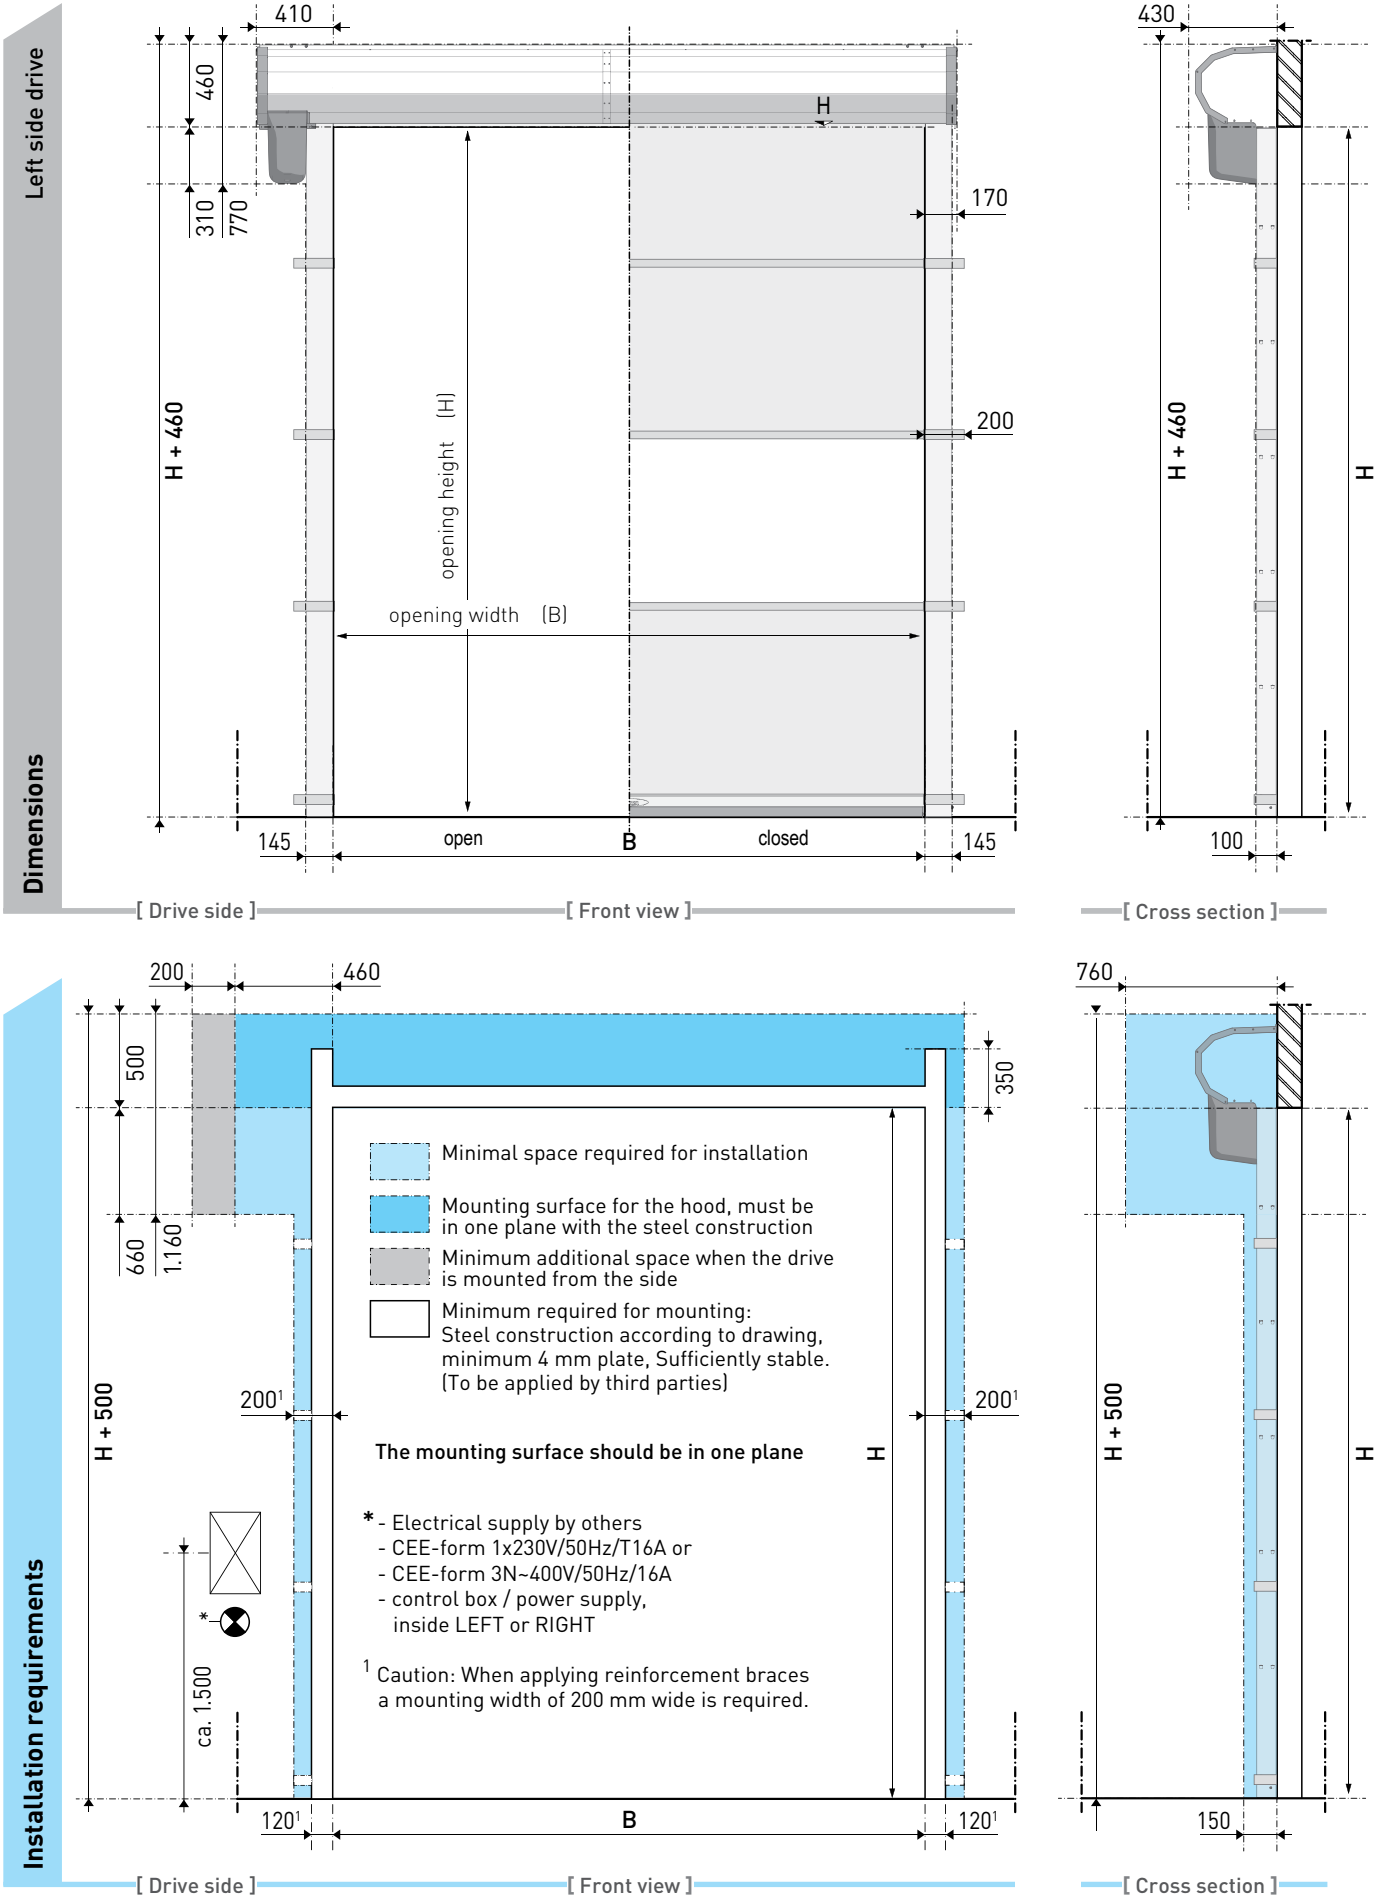 Left side drive
Dimensions
410
460
310
770
H
170
200
H + 460
opening height (H)
opening width (B)
145
open
B
closed
145
[ Drive side ]
[ Front view ]
430
H + 460
H
100
[ Cross section ]
Installation requirements
200
460
500
660
1.160
350
Minimal space required for installation
Mounting surface for the hood, must be
in one plane with the steel construction
Minimum additional space when the drive
is mounted from the side
Minimum required for mounting:
Steel construction according to drawing,
minimum 4 mm plate, Sufficiently stable.
(To be applied by third parties)
H + 500
200¹
200¹
The mounting surface should be in one plane
H
* - Electrical supply by others
- CEE-form 1x230V/50Hz/T16A or
- CEE-form 3N~400V/50Hz/16A
- control box / power supply,
inside LEFT or RIGHT
*
¹ Caution: When applying reinforcement braces
a mounting width of 200 mm wide is required.
ca. 1.500
120¹
B
120¹
[ Drive side ]
[ Front view ]
760
H + 500
H
150
[ Cross section ]